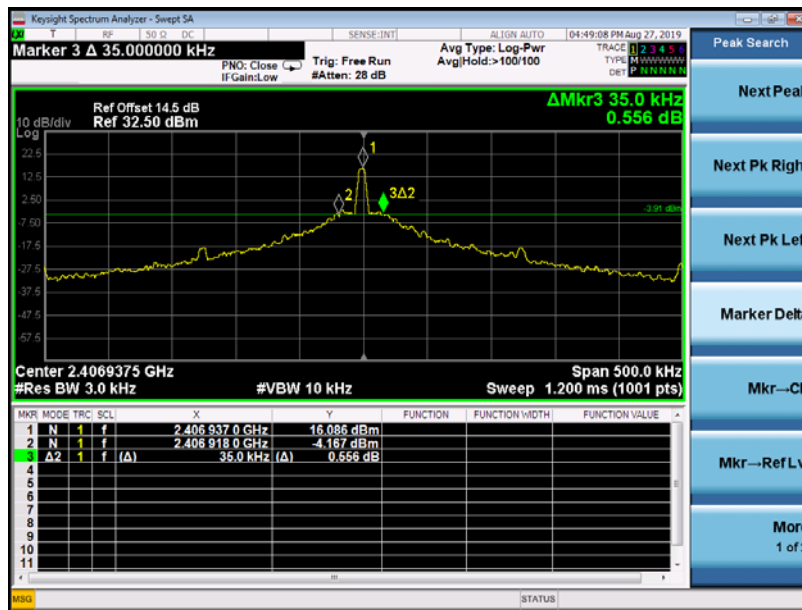 Keysight Spectrum Analyzer - Swept SA
T RF 50 Ω DC SENSE:INT ALIGN AUTO 04:49:08 PM Aug 27, 2019
Marker 3 Δ 35.000000 kHz
PNO: Close
IFGain:Low
Trig: Free Run
#Atten: 28 dB
Avg Type: Log-Pwr
Avg|Hold:>100/100
TRACE 1 2 3 4 5 6
TYPE M W W W W W
DET P N N N N N
Peak Search
Next Peak
Next Pk Righ
Next Pk Lef
Marker Delt
Mkr→C
Mkr→Ref Lv
More
1 of
ΔMkr3 35.0 kHz
0.556 dB
Ref Offset 14.5 dB
10 dB/div Ref 32.50 dBm
Log
22.5
12.5
2.50
-7.50
-17.5
-27.5
-37.5
-47.5
-57.5
1
2
3Δ2
-3.91 dBm
Center 2.4069375 GHz Span 500.0 kHz
#Res BW 3.0 kHz #VBW 10 kHz Sweep 1.200 ms (1001 pts)
MKR MODE TRC SCL X Y FUNCTION FUNCTION WIDTH FUNCTION VALUE
1 N 1 f 2.406 937 0 GHz 16.086 dBm
2 N 1 f 2.406 918 0 GHz -4.167 dBm
3 Δ2 1 f (Δ) 35.0 kHz (Δ) 0.556 dB
4
5
6
7
8
9
10
11
MSG STATUS